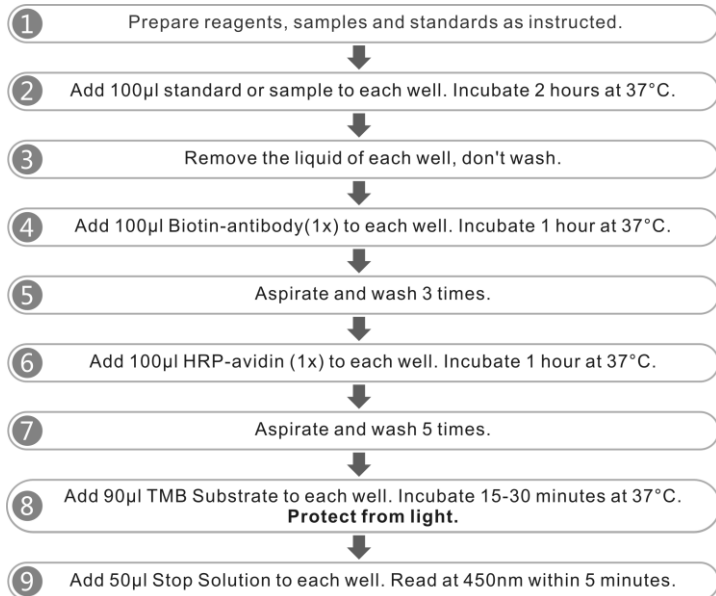 1 Prepare reagents, samples and standards as instructed.
2 Add 100μl standard or sample to each well. Incubate 2 hours at 37°C.
3 Remove the liquid of each well, don't wash.
4 Add 100μl Biotin-antibody(1x) to each well. Incubate 1 hour at 37°C.
5 Aspirate and wash 3 times.
6 Add 100μl HRP-avidin (1x) to each well. Incubate 1 hour at 37°C.
7 Aspirate and wash 5 times.
8 Add 90μl TMB Substrate to each well. Incubate 15-30 minutes at 37°C.
Protect from light.
9 Add 50μl Stop Solution to each well. Read at 450nm within 5 minutes.